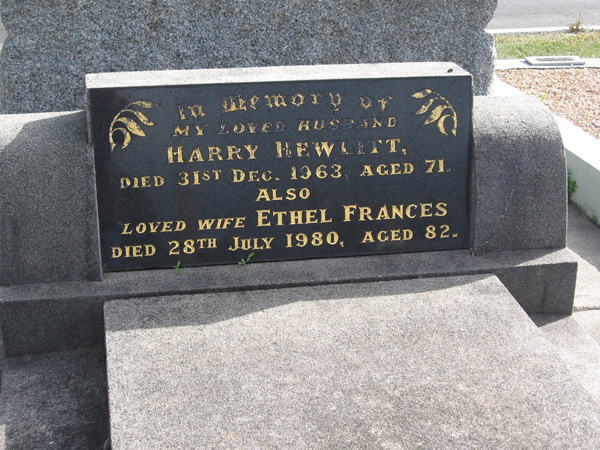 In Memory of
MY LOVED HUSBAND
HARRY HEWLITT,
DIED 31ST DEC. 1963, AGED 71.
ALSO
LOVED WIFE ETHEL FRANCES
DIED 28TH JULY 1980, AGED 82.